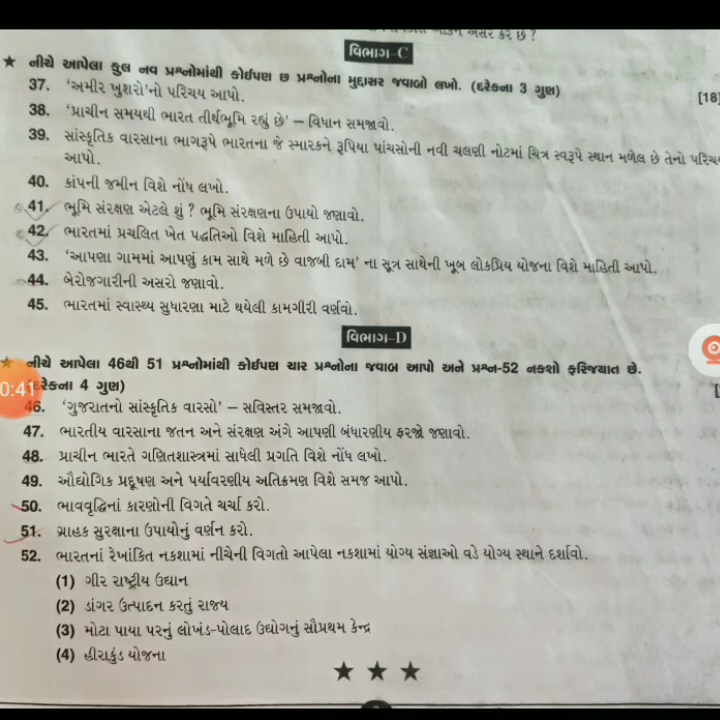 અસર કરે છે ?
વિભાગ-C
★ નીચે આપેલા કુલ નવ પ્રશ્નોમાંથી કોઈપણ છ પ્રશ્નોના મુદ્દાસર જવાબો લખો. (દરેકના 3 ગુણ) [18]
37. 'અમીર ખુશરો'નો પરિચય આપો.
38. 'પ્રાચીન સમયથી ભારત તીર્થભૂમિ રહ્યું છે' – વિધાન સમજાવો.
39. સાંસ્કૃતિક વારસાના ભાગરૂપે ભારતના જે સ્મારકને રૂપિયા પાંચસોની નવી ચલણી નોટમાં ચિત્ર સ્વરૂપે સ્થાન મળેલ છે તેનો પરિચ
આપો.
40. કાંપની જમીન વિશે નોંધ લખો.
41. ભૂમિ સંરક્ષણ એટલે શું ? ભૂમિ સંરક્ષણના ઉપાયો જણાવો.
42. ભારતમાં પ્રચલિત ખેત પદ્ધતિઓ વિશે માહિતી આપો.
43. 'આપણા ગામમાં આપણું કામ સાથે મળે છે વાજબી દામ' ના સૂત્ર સાથેની ખૂબ લોકપ્રિય યોજના વિશે માહિતી આપો.
44. બેરોજગારીની અસરો જણાવો.
45. ભારતમાં સ્વાસ્થ્ય સુધારણા માટે થયેલી કામગીરી વર્ણવો.
વિભાગ-D
★ નીચે આપેલા 46થી 51 પ્રશ્નોમાંથી કોઈપણ ચાર પ્રશ્નોના જવાબ આપો અને પ્રશ્ન-52 નકશો ફરજિયાત છે.
0:41 દરેકના 4 ગુણ)
46. 'ગુજરાતનો સાંસ્કૃતિક વારસો' – સવિસ્તર સમજાવો.
47. ભારતીય વારસાના જતન અને સંરક્ષણ અંગે આપણી બંધારણીય ફરજો જણાવો.
48. પ્રાચીન ભારતે ગણિતશાસ્ત્રમાં સાધેલી પ્રગતિ વિશે નોંધ લખો.
49. ઔદ્યોગિક પ્રદૂષણ અને પર્યાવરણીય અતિક્રમણ વિશે સમજ આપો.
50. ભાવવૃદ્ધિનાં કારણોની વિગતે ચર્ચા કરો.
51. ગ્રાહક સુરક્ષાના ઉપાયોનું વર્ણન કરો.
52. ભારતનાં રેખાંકિત નકશામાં નીચેની વિગતો આપેલા નકશામાં યોગ્ય સંજ્ઞાઓ વડે યોગ્ય સ્થાને દર્શાવો.
(1) ગીર રાષ્ટ્રીય ઉદ્યાન
(2) ડાંગર ઉત્પાદન કરતું રાજ્ય
(3) મોટા પાયા પરનું લોખંડ-પોલાદ ઉદ્યોગનું સૌપ્રથમ કેન્દ્ર
(4) હીરાકુંડ યોજના
★ ★ ★